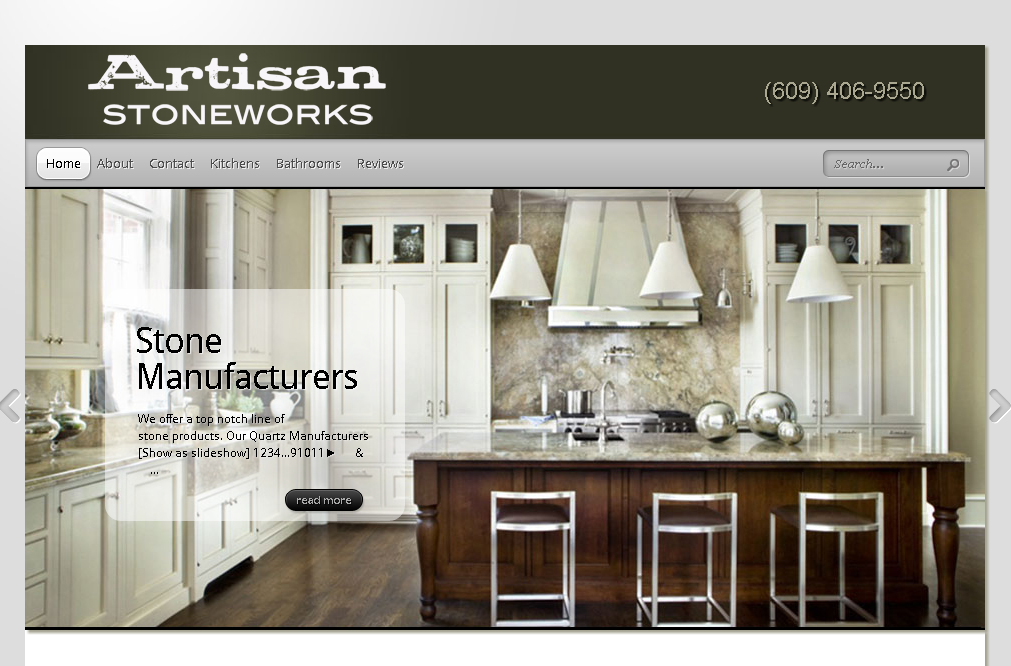 Artisan
STONEWORKS
(609) 406-9550
Home About Contact Kitchens Bathrooms Reviews
Search...
Stone
Manufacturers
We offer a top notch line of
stone products. Our Quartz Manufacturers
[Show as slideshow] 1234...91011► &
...
read more